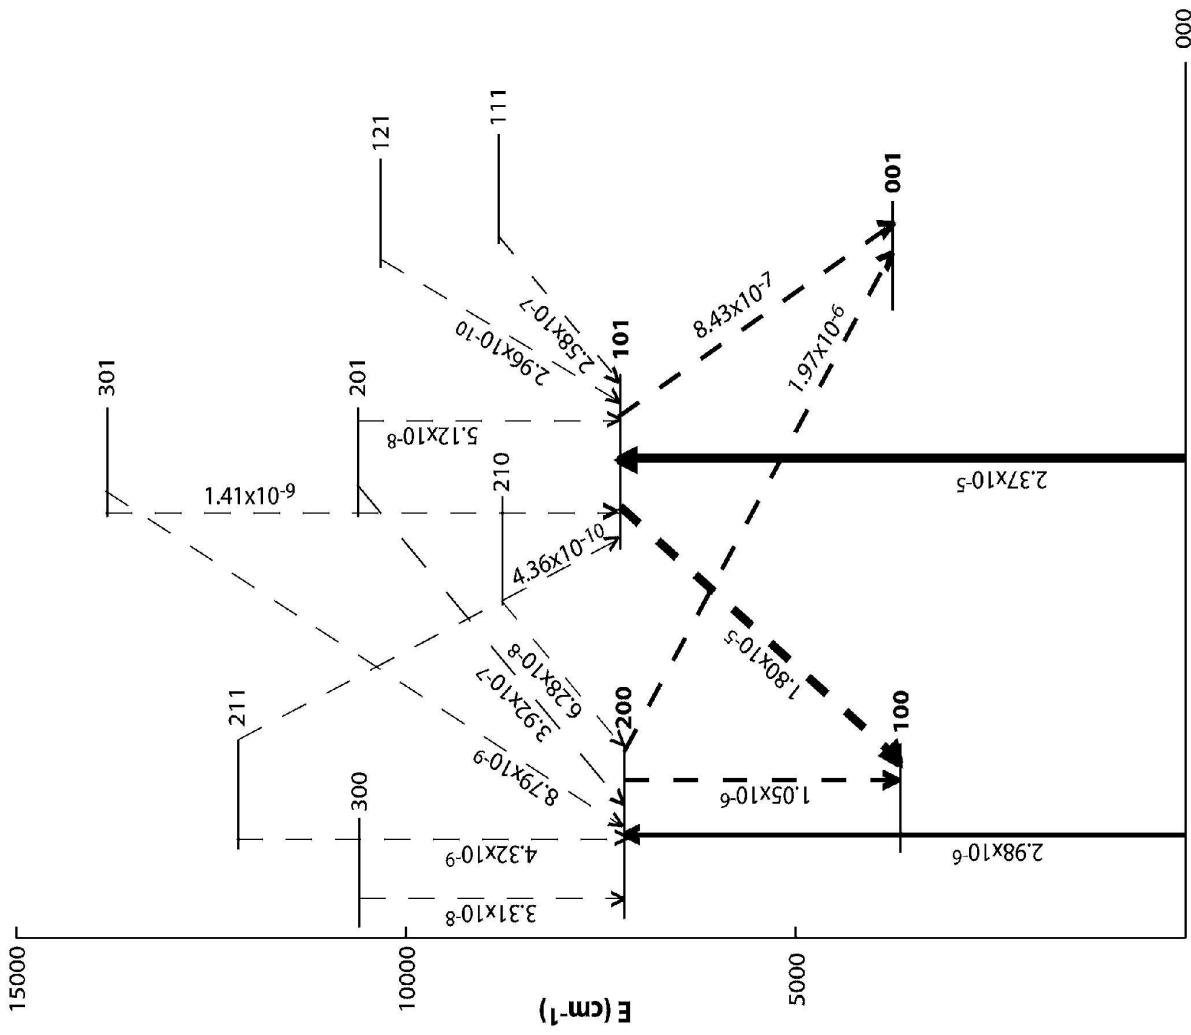 15000
10000
5000
E (cm-1)
301
1.41x10-9
201
5.12x10-8
121
2.96x10-10
111
2.58x10-7
211
300
4.32x10-9
3.31x10-8
8.79x10-9
3.92x10-7
6.28x10-8
210
4.36x10-10
200
101
8.43x10-7
1.97x10-6
001
1.80x10-5
1.05x10-6
100
2.37x10-5
2.98x10-6
000